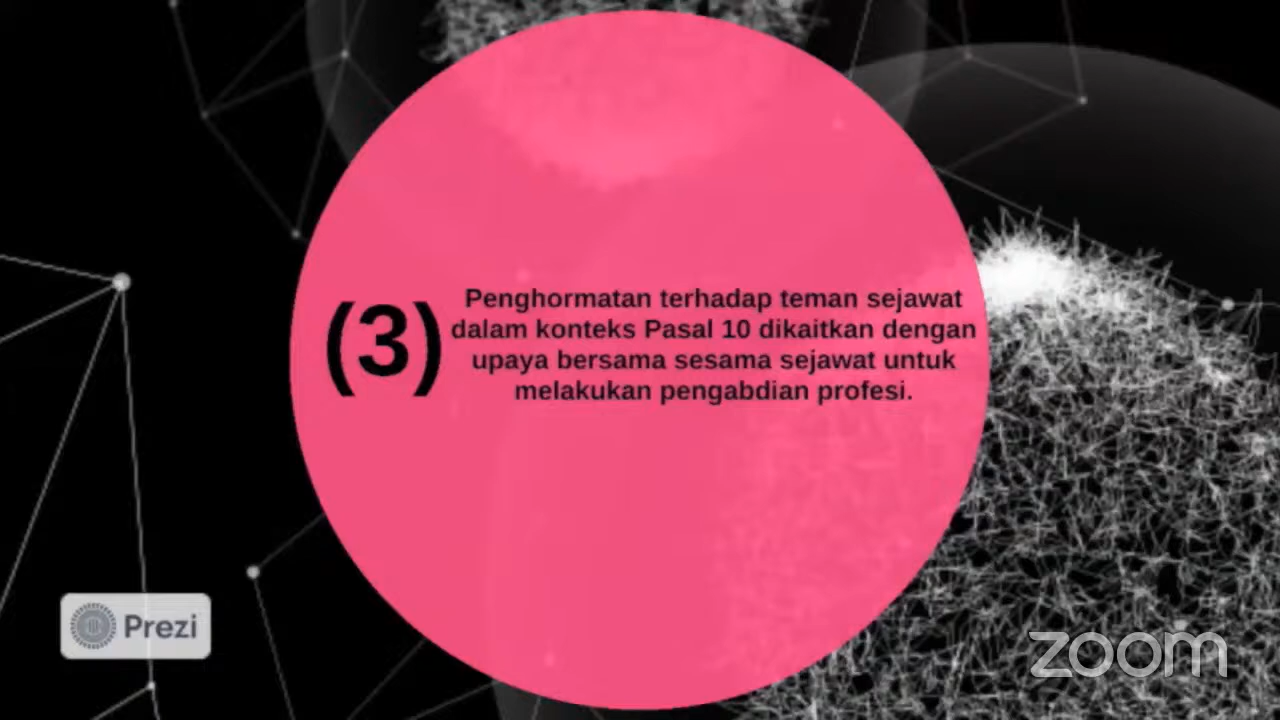 (3)
Penghormatan terhadap teman sejawat
dalam konteks Pasal 10 dikaitkan dengan
upaya bersama sesama sejawat untuk
melakukan pengabdian profesi.
Prezi
zoom